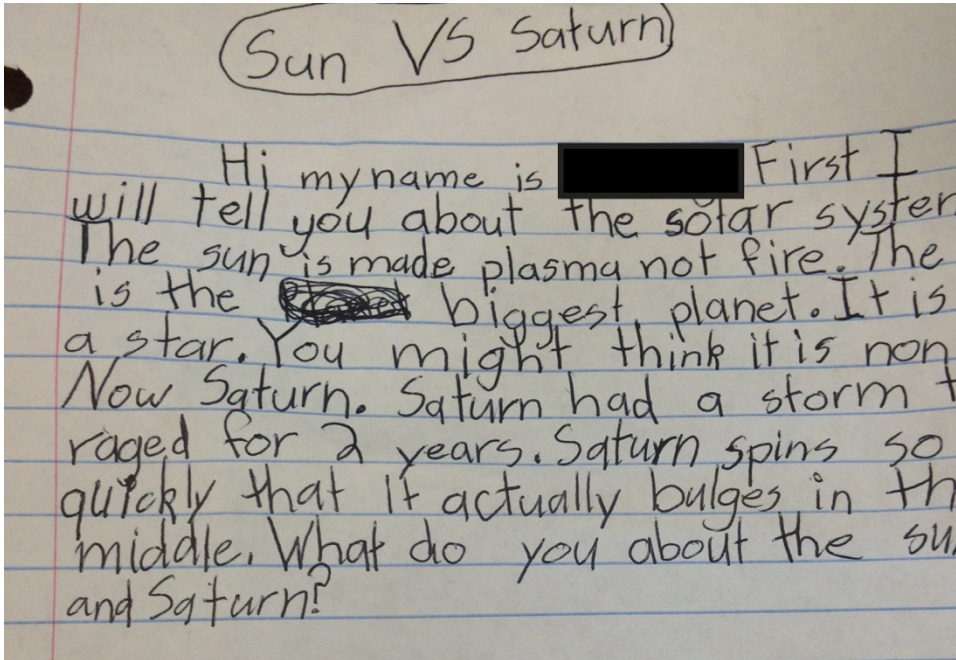 Sun VS Saturn
Hi my name is First I
will tell you about the solar syster
The sun is made plasma not fire. The
is the biggest planet. It is
a star. You might think it is non
Now Saturn. Saturn had a storm t
raged for 2 years. Saturn spins so
quickly that it actually bulges in th
middle. What do you about the su
and Saturn?